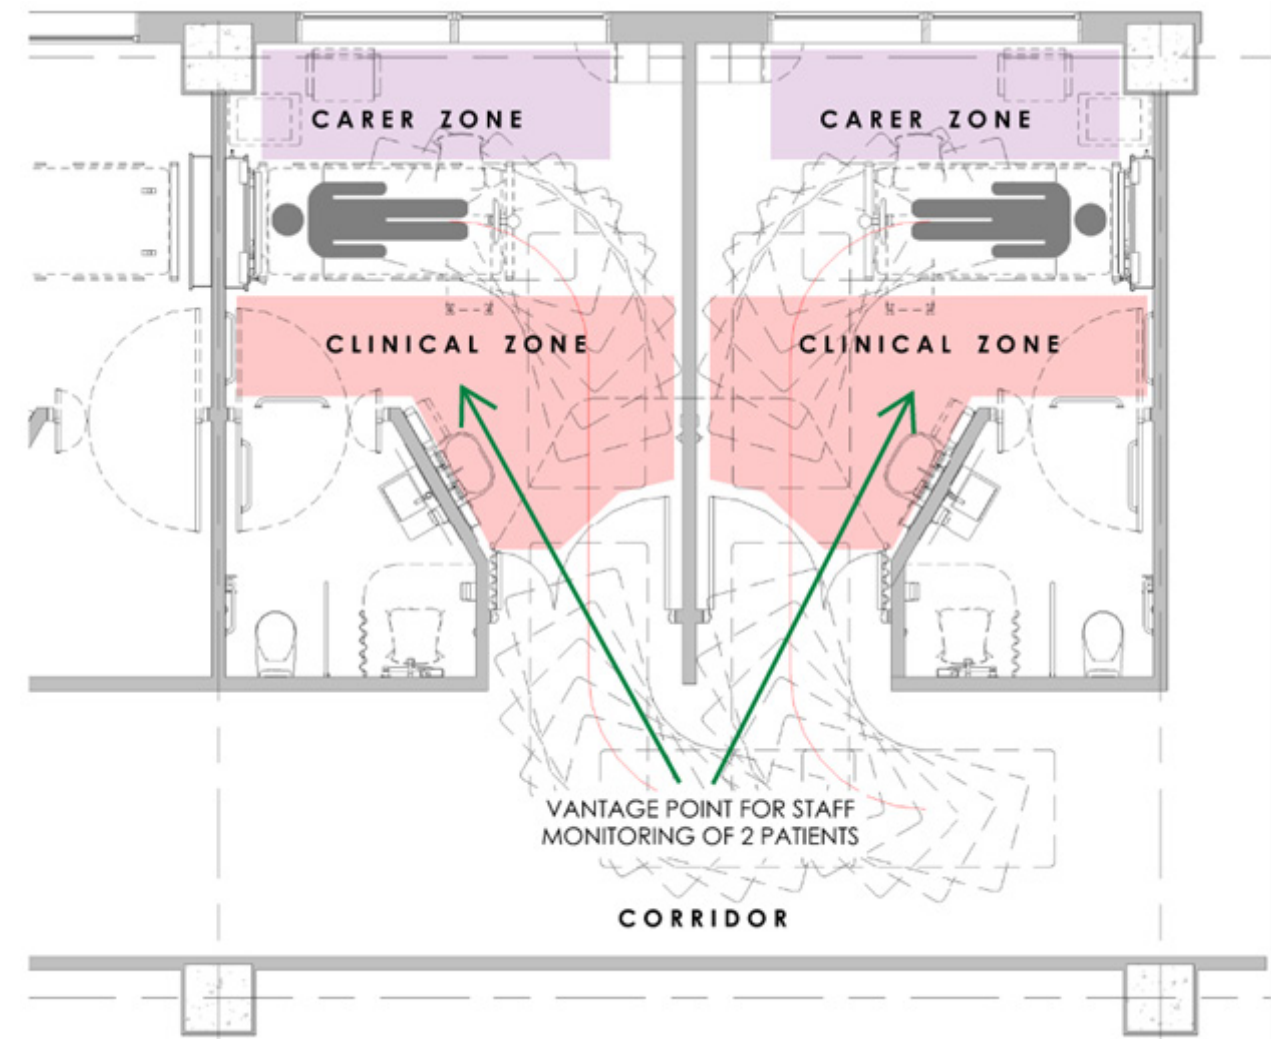 CARER ZONE
CARER ZONE
CLINICAL ZONE
CLINICAL ZONE
VANTAGE POINT FOR STAFF
MONITORING OF 2 PATIENTS
CORRIDOR